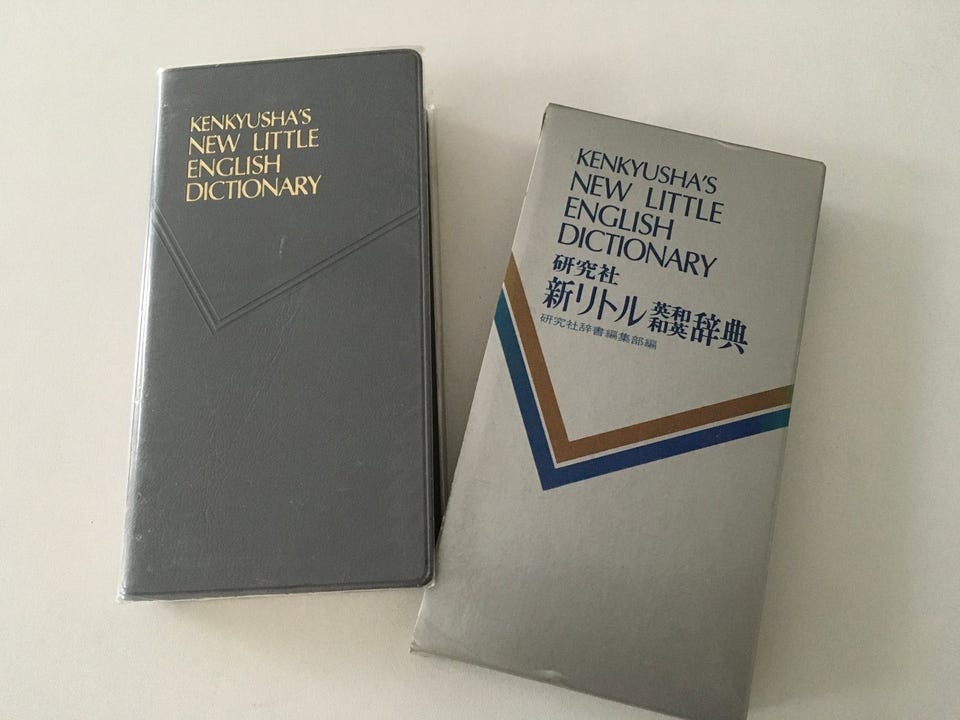 KENKYUSHA'S
NEW LITTLE
ENGLISH
DICTIONARY
KENKYUSHA'S
NEW LITTLE
ENGLISH
DICTIONARY
研究社
新リトル英和和英辞典
研究社辞書編集部編